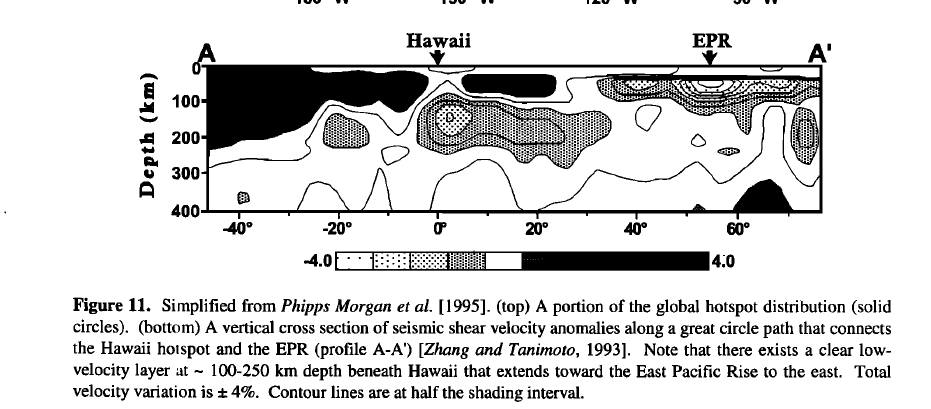 Hawaii EPR
A A'
0
100
200
300
400
Depth (km)
-40° -20° 0° 20° 40° 60°
-4.0 4.0
D
Figure 11. Simplified from Phipps Morgan et al. [1995]. (top) A portion of the global hotspot distribution (solid
circles). (bottom) A vertical cross section of seismic shear velocity anomalies along a great circle path that connects
the Hawaii hotspot and the EPR (profile A-A') [Zhang and Tanimoto, 1993]. Note that there exists a clear low-
velocity layer at ~ 100-250 km depth beneath Hawaii that extends toward the East Pacific Rise to the east. Total
velocity variation is ± 4%. Contour lines are at half the shading interval.